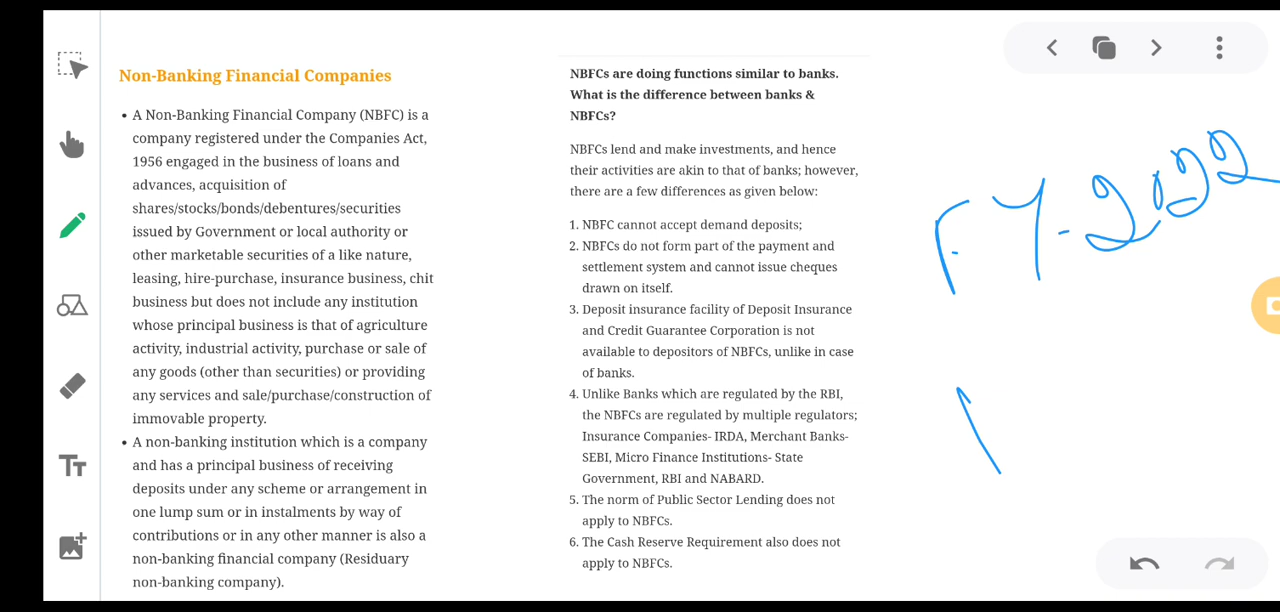 Non-Banking Financial Companies
• A Non-Banking Financial Company (NBFC) is a
company registered under the Companies Act,
1956 engaged in the business of loans and
advances, acquisition of
shares/stocks/bonds/debentures/securities
issued by Government or local authority or
other marketable securities of a like nature,
leasing, hire-purchase, insurance business, chit
business but does not include any institution
whose principal business is that of agriculture
activity, industrial activity, purchase or sale of
any goods (other than securities) or providing
any services and sale/purchase/construction of
immovable property.
• A non-banking institution which is a company
and has a principal business of receiving
deposits under any scheme or arrangement in
one lump sum or in instalments by way of
contributions or in any other manner is also a
non-banking financial company (Residuary
non-banking company).
NBFCs are doing functions similar to banks.
What is the difference between banks &
NBFCs?
NBFCs lend and make investments, and hence
their activities are akin to that of banks; however,
there are a few differences as given below:
1. NBFC cannot accept demand deposits;
2. NBFCs do not form part of the payment and
settlement system and cannot issue cheques
drawn on itself.
3. Deposit insurance facility of Deposit Insurance
and Credit Guarantee Corporation is not
available to depositors of NBFCs, unlike in case
of banks.
4. Unlike Banks which are regulated by the RBI,
the NBFCs are regulated by multiple regulators;
Insurance Companies- IRDA, Merchant Banks-
SEBI, Micro Finance Institutions- State
Government, RBI and NABARD.
5. The norm of Public Sector Lending does not
apply to NBFCs.
6. The Cash Reserve Requirement also does not
apply to NBFCs.
FY-2022
TT